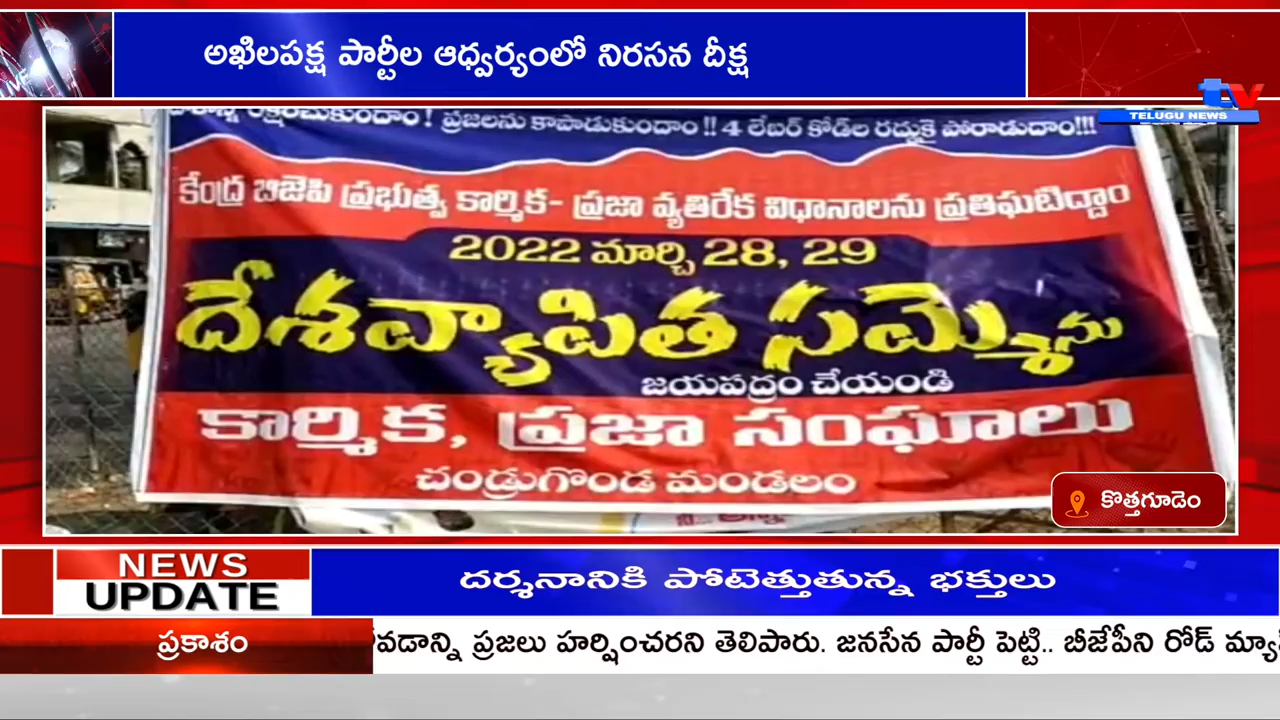 అఖిలపక్ష పార్టీల ఆధ్వర్యంలో నిరసన దీక్ష
tv
TELUGU NEWS
ప్రజలను కాపాడుకుందాం !! 4 లేబర్ కోడ్‌ల రద్దుకై పోరాడుదాం!!!
కేంద్ర బిజెపి ప్రభుత్వ కార్మిక- ప్రజా వ్యతిరేక విధానాలను ప్రతిఘటిద్దాం
2022 మార్చి 28, 29
దేశవ్యాపిత సమ్మెను
జయప్రదం చేయండి
కార్మిక, ప్రజా సంఘాలు
చండ్రుగొండ మండలం
కొత్తగూడెం
NEWS
UPDATE
దర్శనానికి పోటెత్తుతున్న భక్తులు
ప్రకాశం
ప్రజలు హర్షించరని తెలిపారు. జనసేన పార్టీ పెట్టి.. బీజేపీని రోడ్